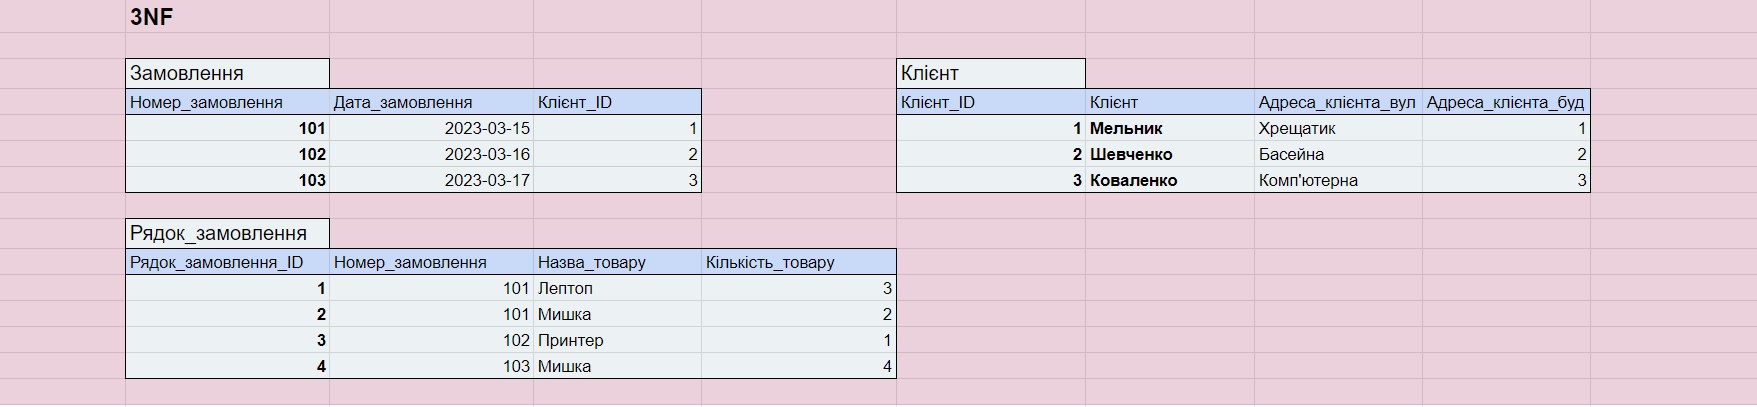 3NF
Замовлення
Номер_замовлення Дата_замовлення Клієнт_ID
101 2023-03-15 1
102 2023-03-16 2
103 2023-03-17 3
Клієнт
Клієнт_ID Клієнт Адреса_клієнта_вул Адреса_клієнта_буд
1 Мельник Хрещатик 1
2 Шевченко Басейна 2
3 Коваленко Комп'ютерна 3
Рядок_замовлення
Рядок_замовлення_ID Номер_замовлення Назва_товару Кількість_товару
1 101 Лептоп 3
2 101 Мишка 2
3 102 Принтер 1
4 103 Мишка 4